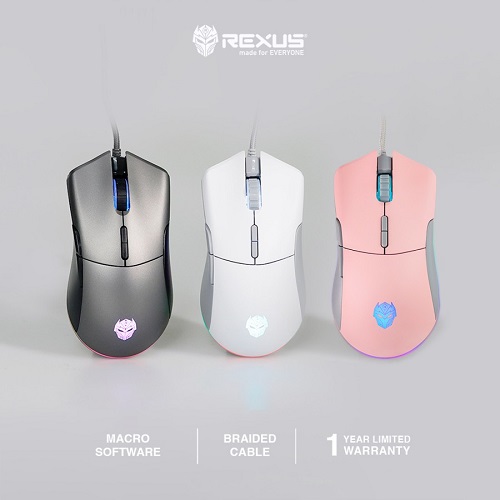 REXUS
made for EVERYONE
MACRO
SOFTWARE
BRAIDED
CABLE
1 YEAR LIMITED
WARRANTY